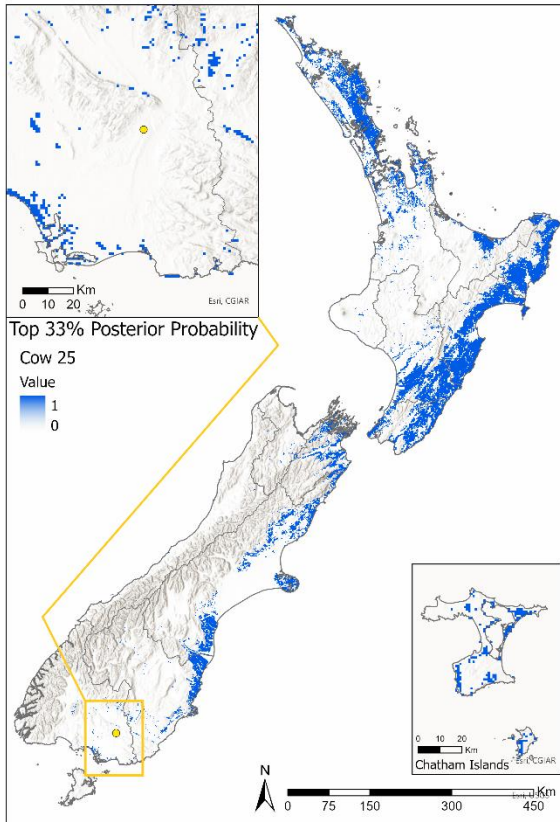 Km
0 10 20
Esri, CGIAR
Top 33% Posterior Probability
Cow 25
Value
1
0
Km
0 10 20
Esri, CGIAR
Chatham Islands
N
Km
0 75 150 300 450